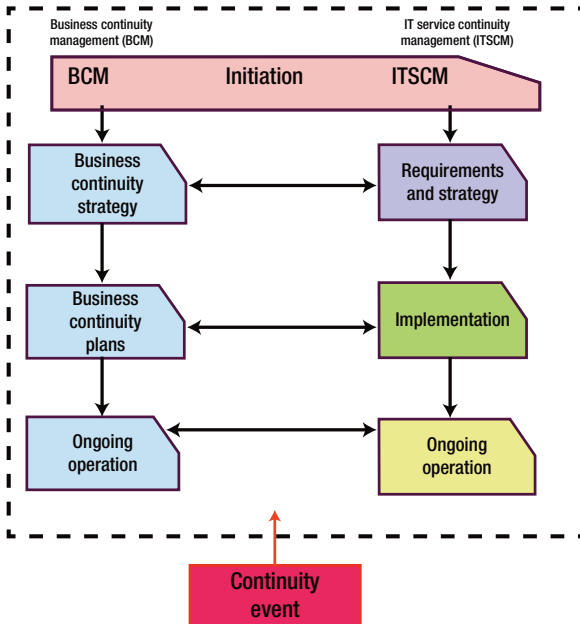 Business continuity
management (BCM)
IT service continuity
management (ITSCM)
BCM Initiation ITSCM
Business
continuity
strategy
Requirements
and strategy
Business
continuity
plans
Implementation
Ongoing
operation
Ongoing
operation
Continuity
event